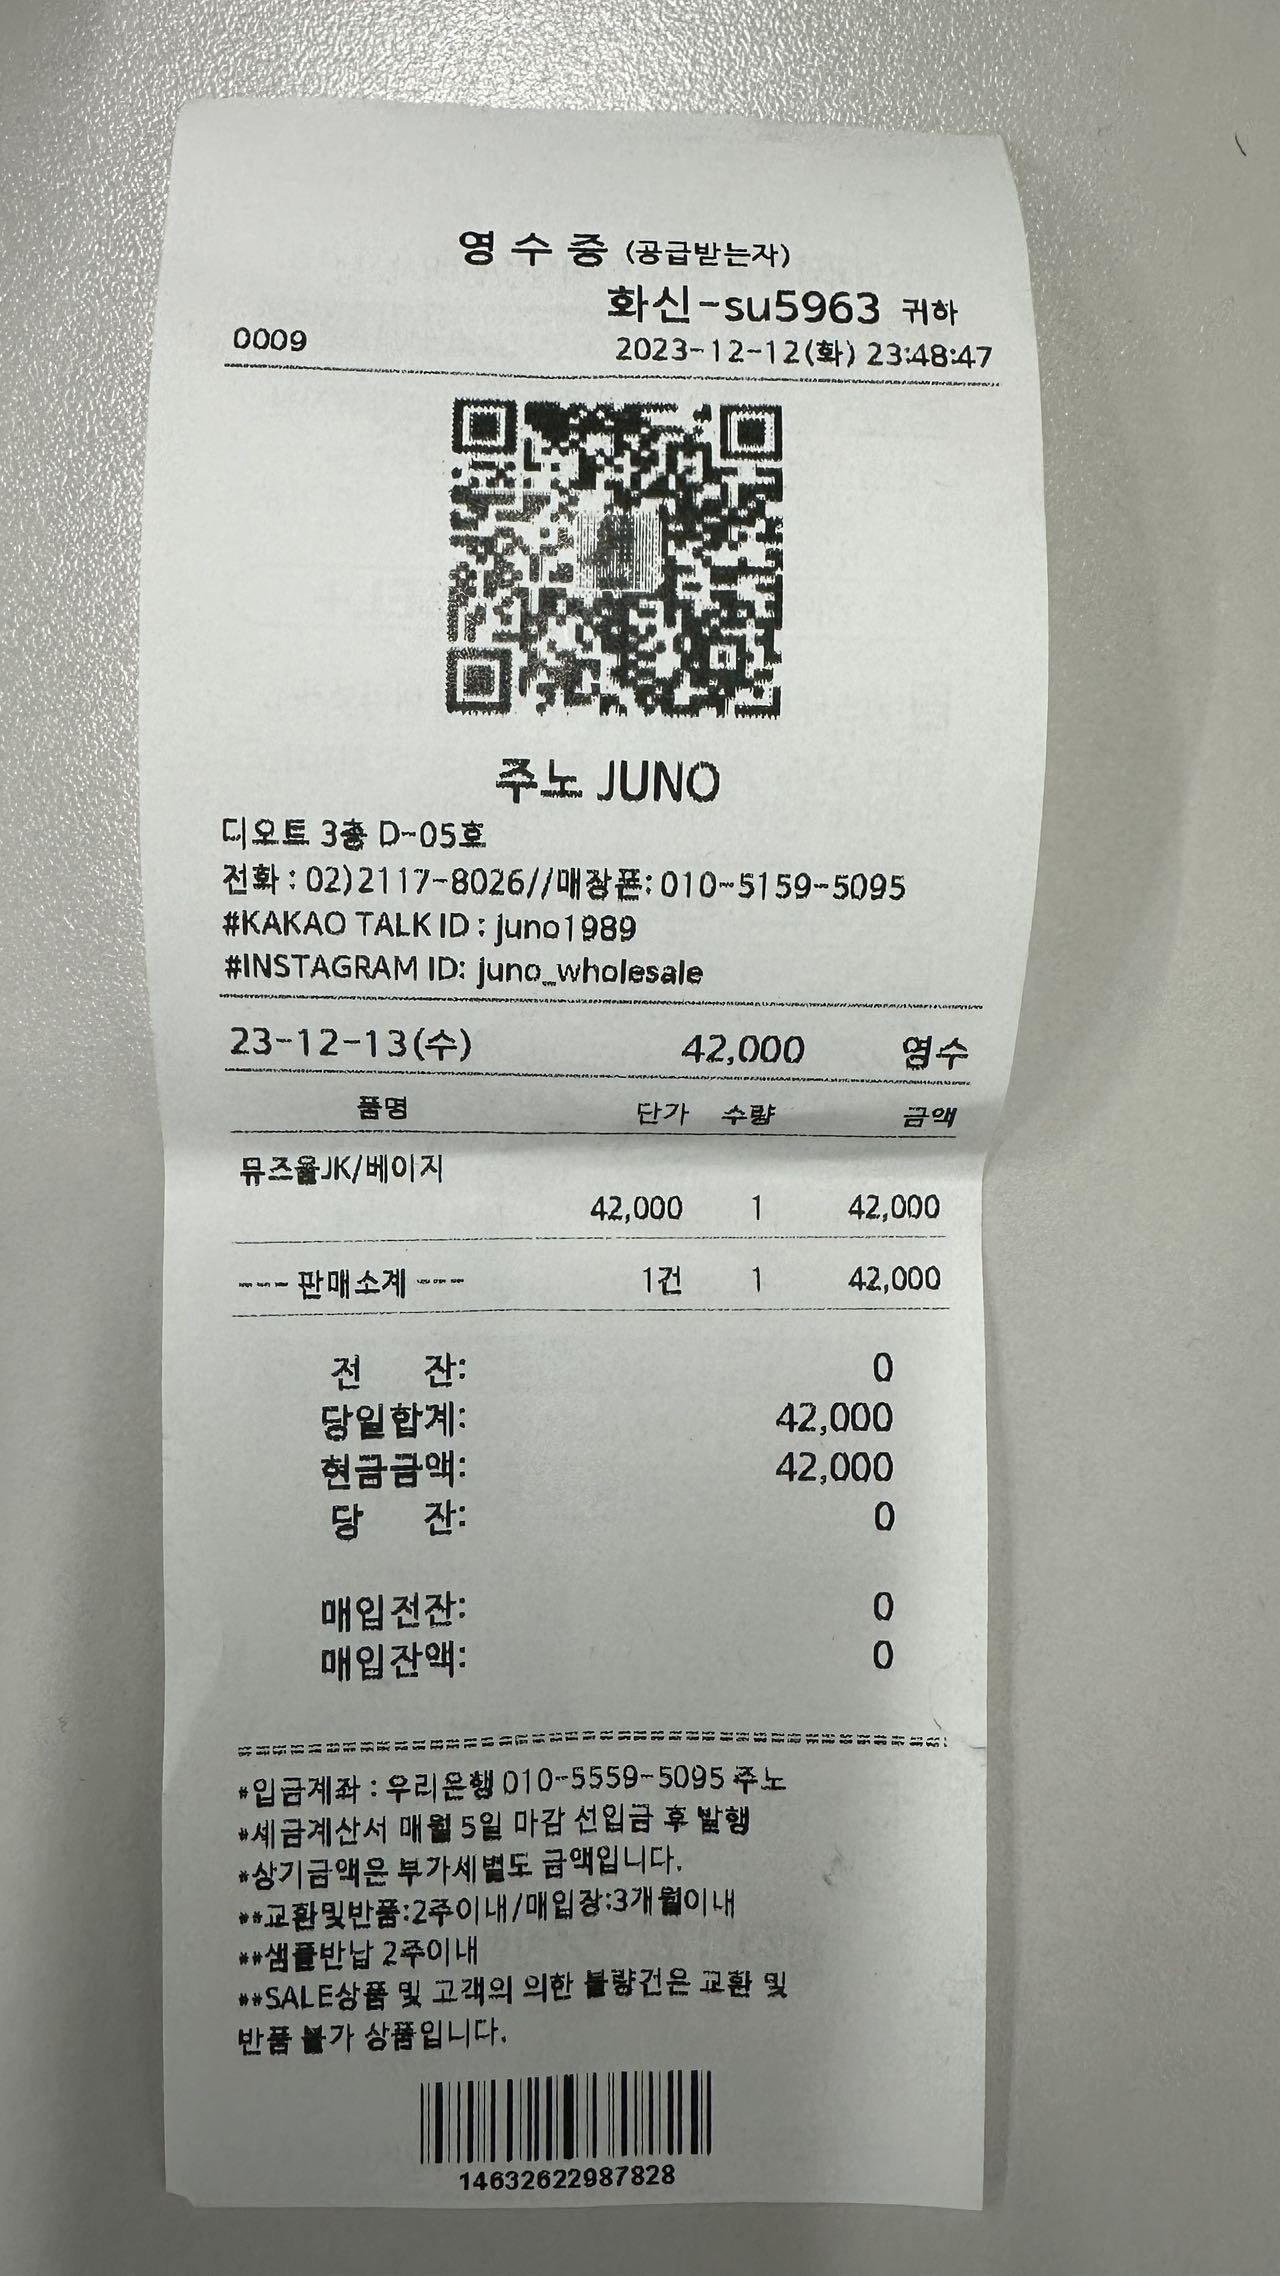 영 수 증 (공급받는자)
화신-su5963 귀하
0009 2023-12-12(화) 23:48:47
주노 JUNO
디오트 3층 D-05호
전화 : 02)2117-8026//매장폰: 010-5159-5095
#KAKAO TALK ID : juno1989
#INSTAGRAM ID: juno_wholesale
23-12-13(수) 42,000 영수
품명 단가 수량 금액
뮤즈울JK/베이지
42,000 1 42,000
--- 판매소계 --- 1건 1 42,000
전 잔: 0
당일합계: 42,000
현금금액: 42,000
당 잔: 0
매입전잔: 0
매입잔액: 0
*입금계좌 : 우리은행 010-5559-5095 주노
*세금계산서 매월 5일 마감 선입금 후 발행
*상기금액은 부가세별도 금액입니다.
**교환및반품:2주이내/매입장:3개월이내
**샘플반납 2주이내
**SALE상품 및 고객의 의한 불량건은 교환 및
반품 불가 상품입니다.
14632622987828